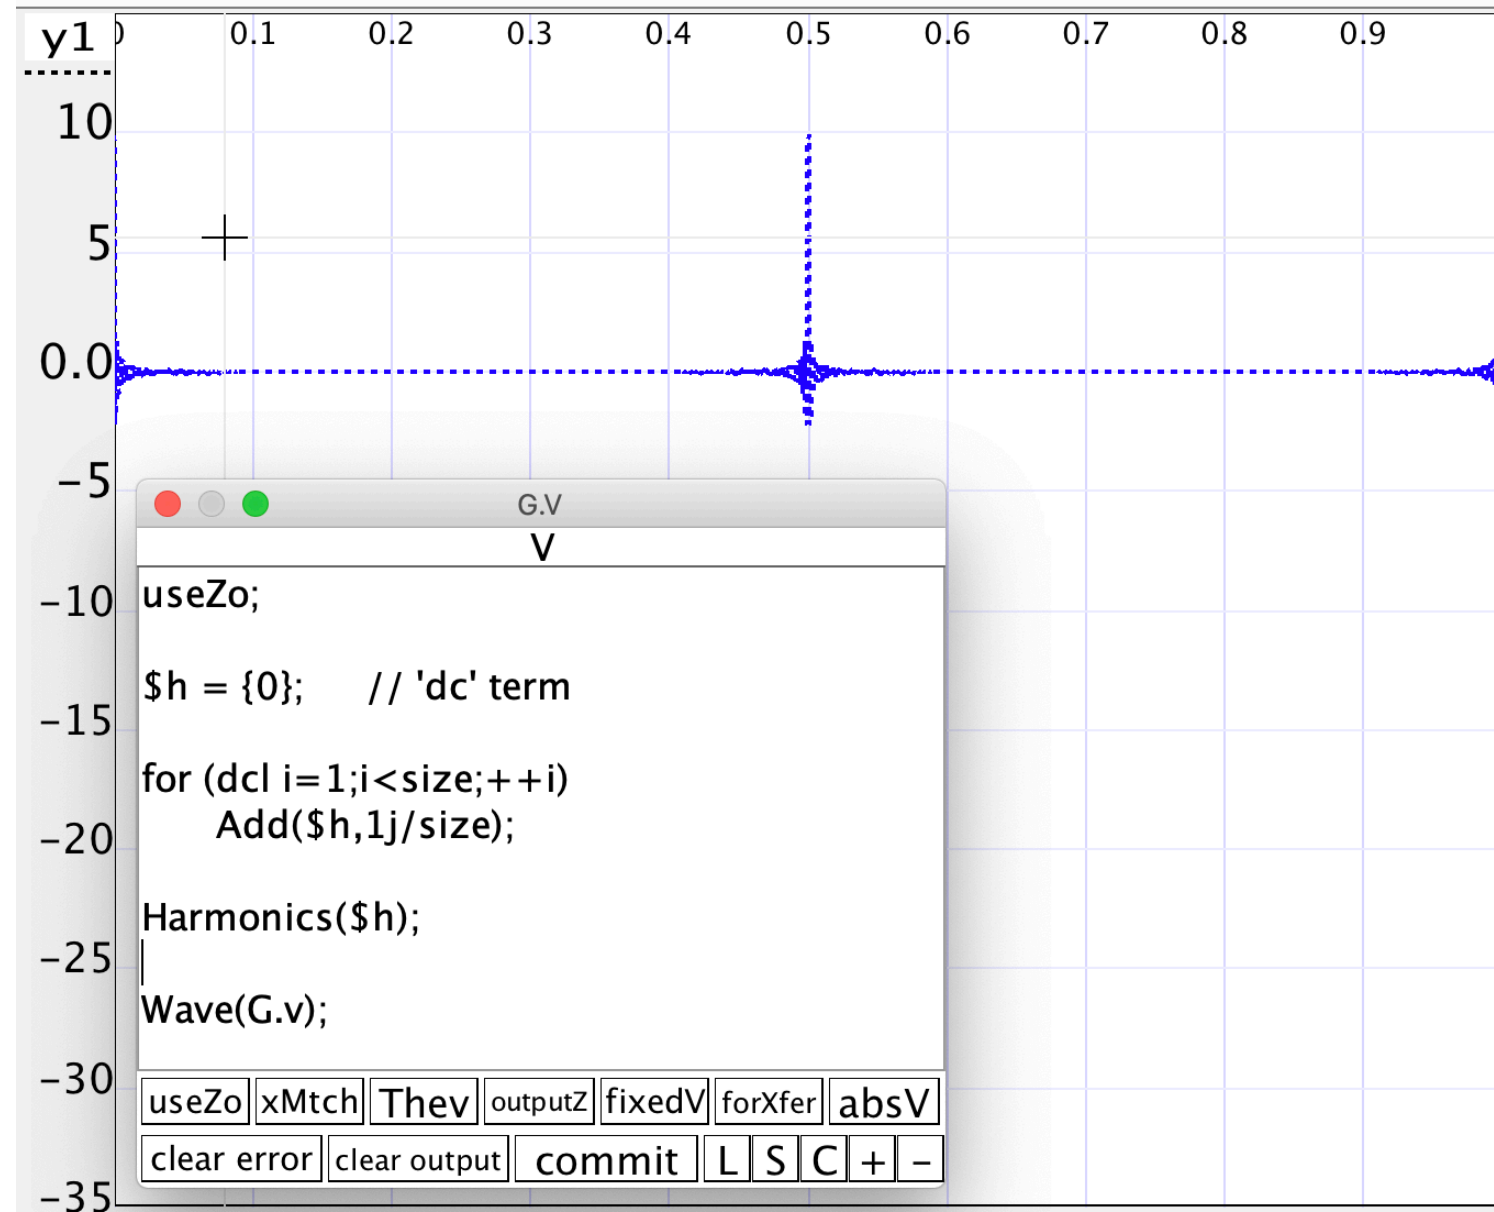 y1 0 0.1 0.2 0.3 0.4 0.5 0.6 0.7 0.8 0.9
10
5
0.0
-5
-10
-15
-20
-25
-30
-35
G.V
V
useZo;
$h = {0}; // 'dc' term
for (dcl i=1;i<size;++i)
Add($h,1j/size);
Harmonics($h);
Wave(G.v);
useZo xMtch Thev outputZ fixedV forXfer absV
clear error clear output commit L S C + -